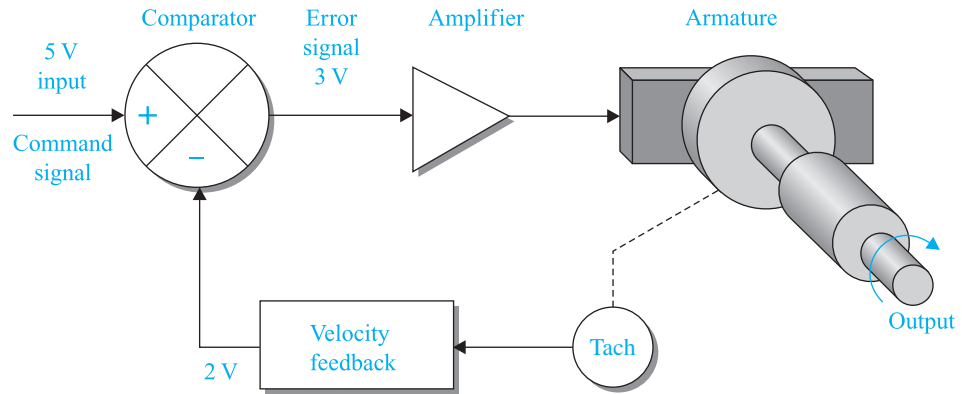 Comparator
Error
signal
3 V
Amplifier
Armature
5 V
input
+
Command
signal
–
Velocity
feedback
2 V
Tach
Output